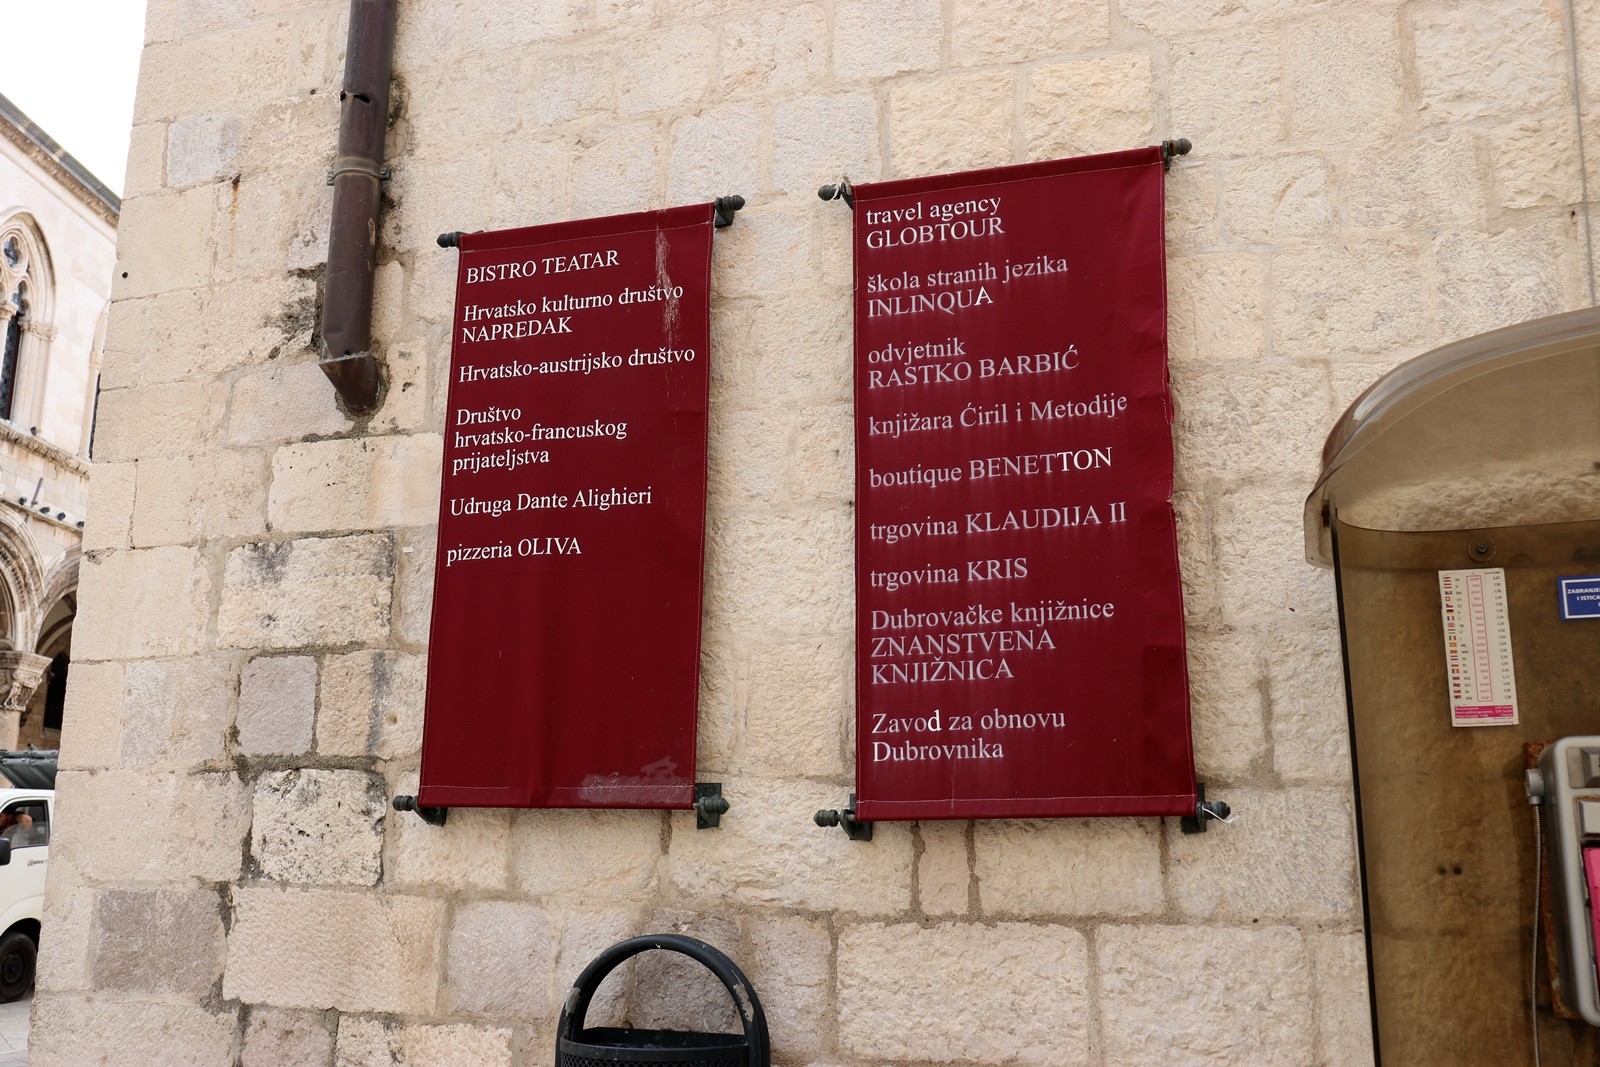 BISTRO TEATAR
Hrvatsko kulturno društvo
NAPREDAK
Hrvatsko-austrijsko društvo
Društvo
hrvatsko-francuskog
prijateljstva
Udruga Dante Alighieri
pizzeria OLIVA
travel agency
GLOBTOUR
škola stranih jezika
INLINQUA
odvjetnik
RASTKO BARBIĆ
knjižara Ćiril i Metodije
boutique BENETTON
trgovina KLAUDIJA II
trgovina KRIS
Dubrovačke knjižnice
ZNANSTVENA
KNJIŽNICA
Zavod za obnovu
Dubrovnika